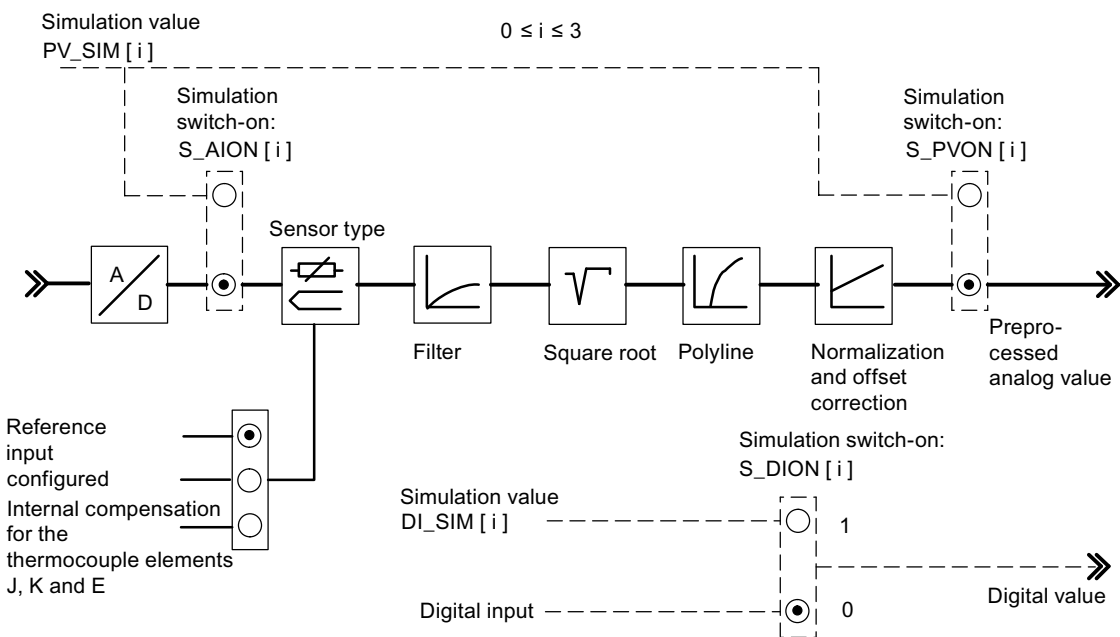 Simulation value
PV_SIM [ i ]
0 ≤ i ≤ 3
Simulation
switch-on:
S_AION [ i ]
Simulation
switch-on:
S_PVON [ i ]
Sensor type
A
D
Filter
Square root
Polyline
Normalization
and offset
correction
Prepro-
cessed
analog value
Reference
input
configured
Internal compensation
for the
thermocouple elements
J, K and E
Simulation switch-on:
S_DION [ i ]
Simulation value
DI_SIM [ i ]
1
Digital value
Digital input
0